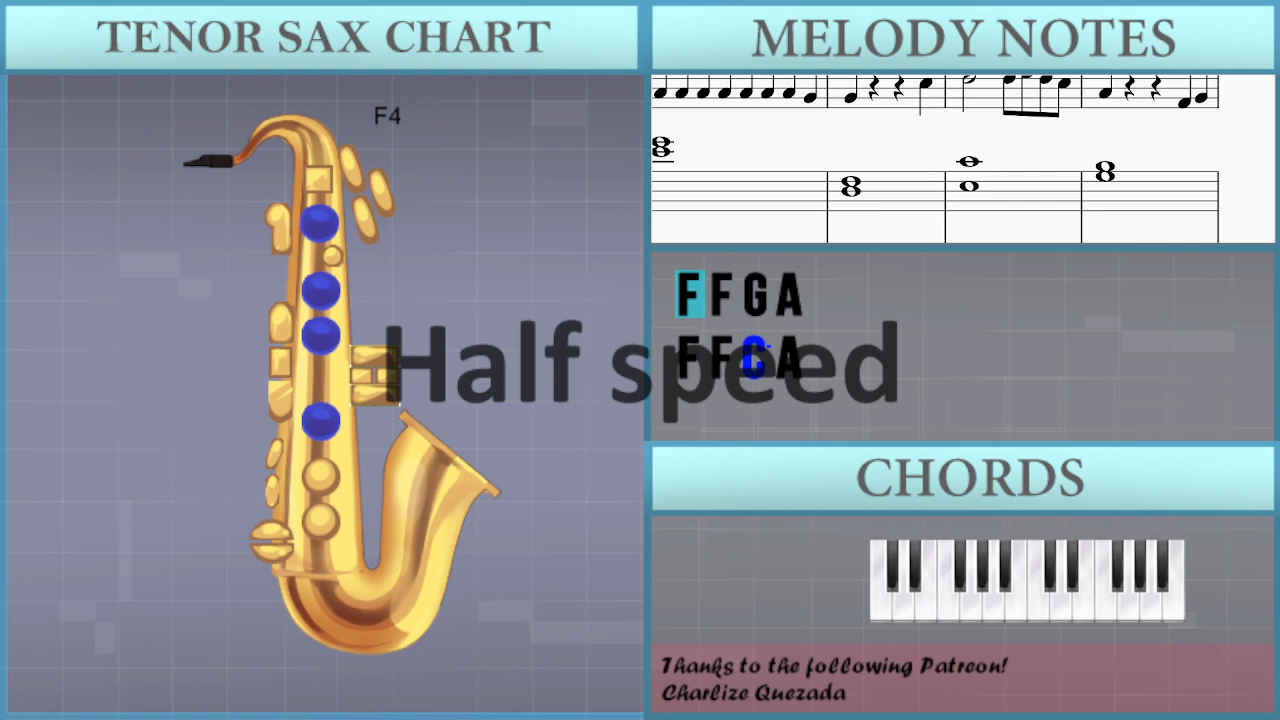 TENOR SAX CHART
MELODY NOTES
F4
F F G A
F F C A
Half speed
CHORDS
Thanks to the following Patreon!
Charlize Quezada